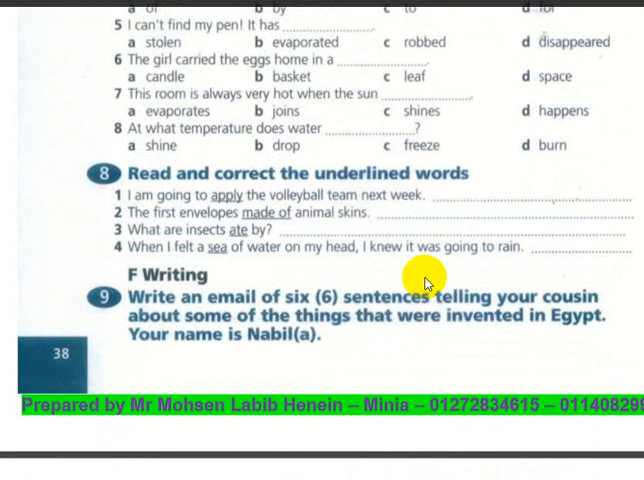 a of b by c to d for
5 I can't find my pen! It has ..............................
a stolen b evaporated c robbed d disappeared
6 The girl carried the eggs home in a ..............................
a candle b basket c leaf d space
7 This room is always very hot when the sun ..............................
a evaporates b joins c shines d happens
8 At what temperature does water ..............................?
a shine b drop c freeze d burn
8 Read and correct the underlined words
1 I am going to apply the volleyball team next week. ..............................
2 The first envelopes made of animal skins. ..............................
3 What are insects ate by? ..............................
4 When I felt a sea of water on my head, I knew it was going to rain. ..............................
F Writing
9 Write an email of six (6) sentences telling your cousin
about some of the things that were invented in Egypt.
Your name is Nabil(a).
38
Prepared by Mr Mohsen Labib Henein – Minia – 01272834615 – 011408299